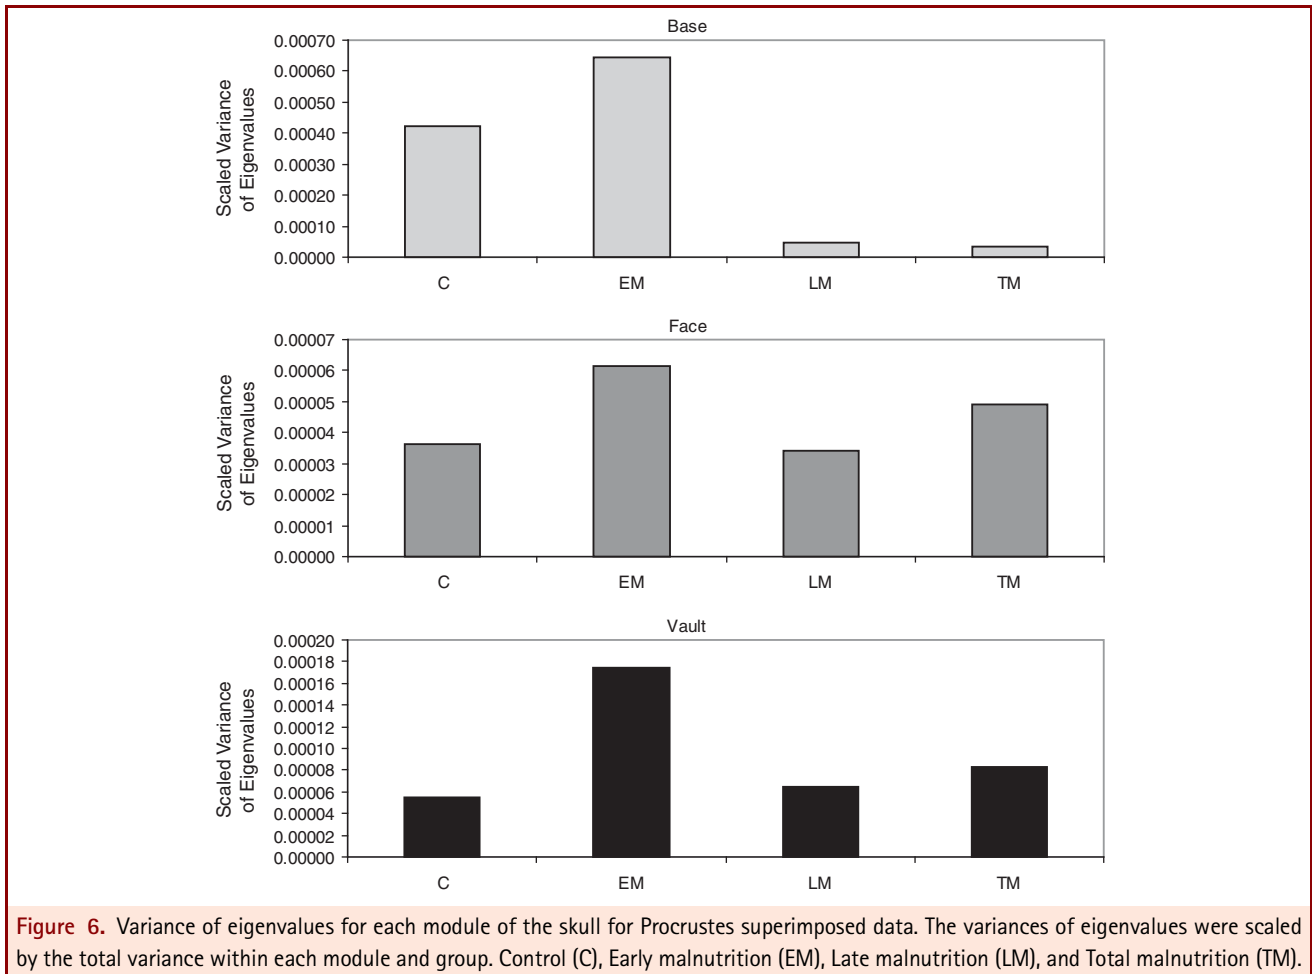 Base
Scaled Variance
of Eigenvalues
0.00070
0.00060
0.00050
0.00040
0.00030
0.00020
0.00010
0.00000
C EM LM TM
Face
Scaled Variance
of Eigenvalues
0.00007
0.00006
0.00005
0.00004
0.00003
0.00002
0.00001
0.00000
C EM LM TM
Vault
Scaled Variance
of Eigenvalues
0.00020
0.00018
0.00016
0.00014
0.00012
0.00010
0.00008
0.00006
0.00004
0.00002
0.00000
C EM LM TM
Figure 6. Variance of eigenvalues for each module of the skull for Procrustes superimposed data. The variances of eigenvalues were scaled
by the total variance within each module and group. Control (C), Early malnutrition (EM), Late malnutrition (LM), and Total malnutrition (TM).